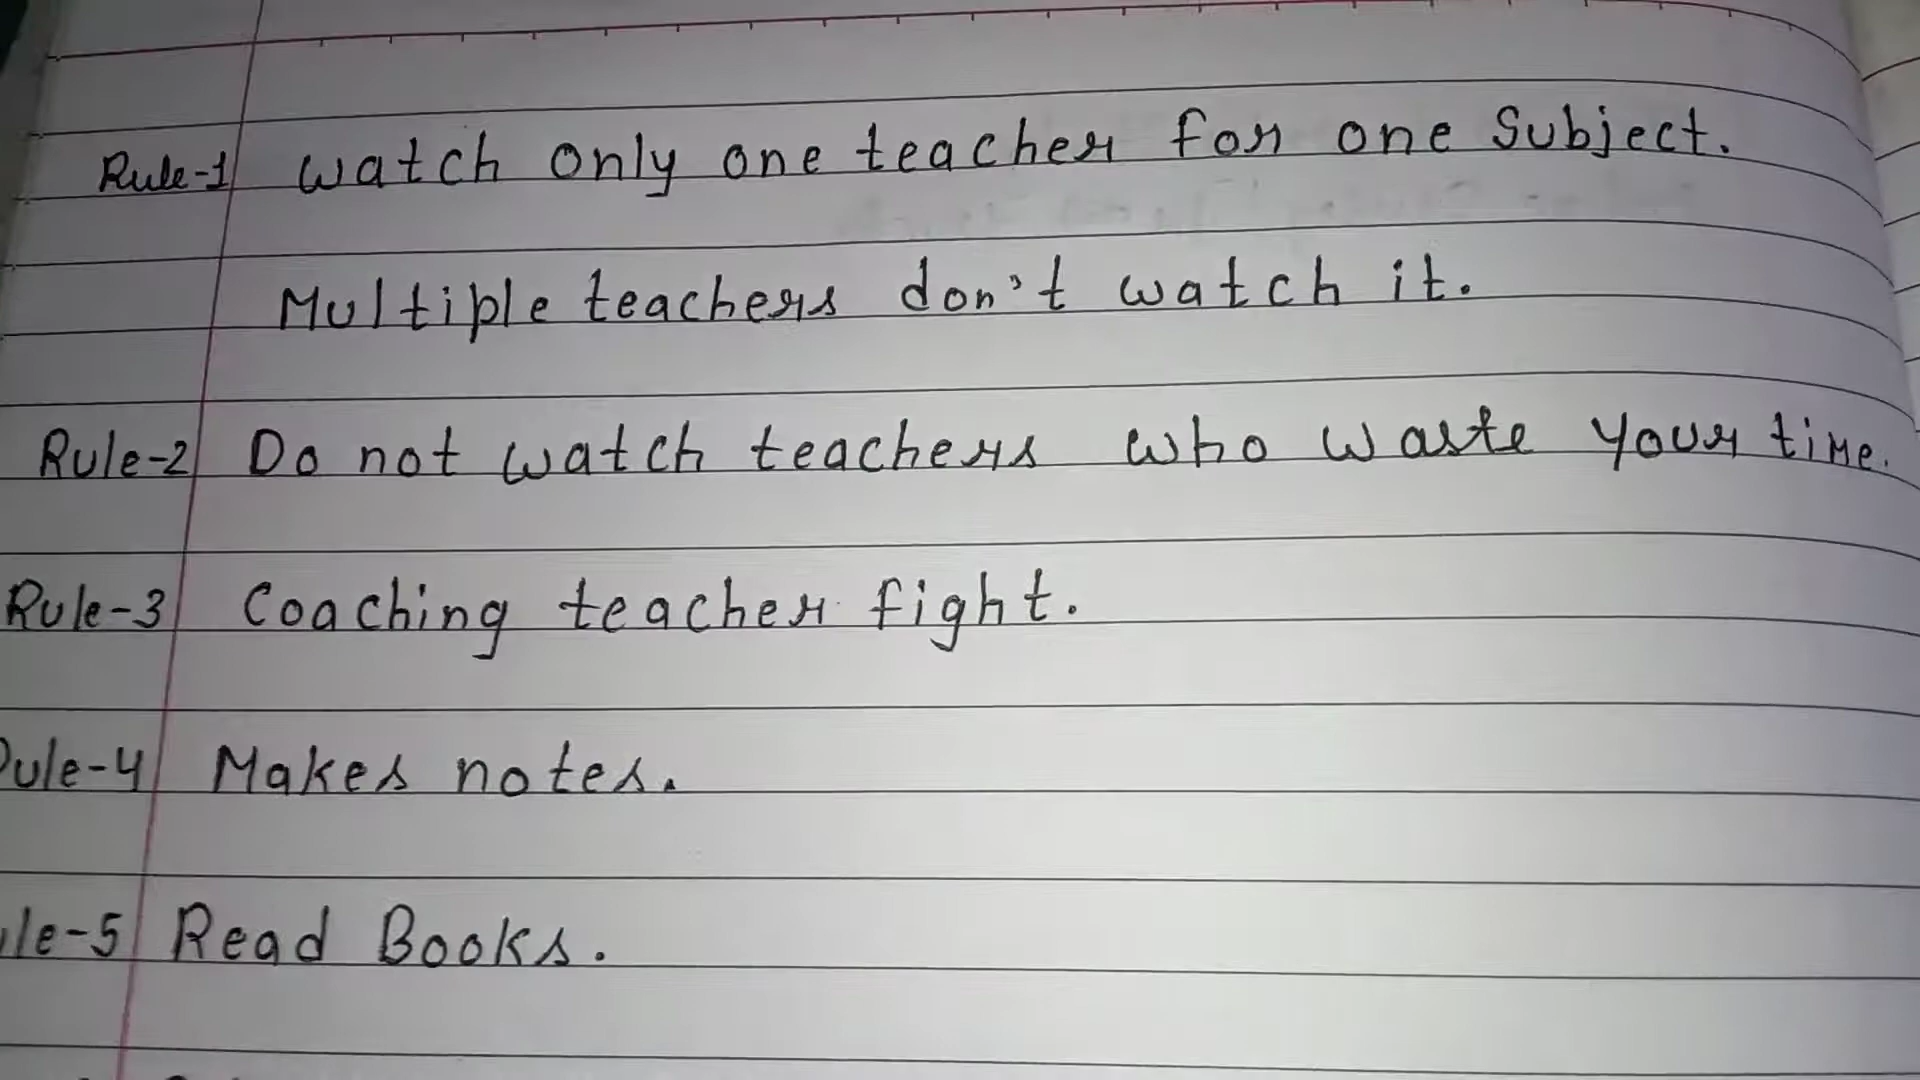 Rule-1 Watch only one teacher for one Subject.
Multiple teachers don't watch it.
Rule-2 Do not watch teachers who waste your time.
Rule-3 Coaching teacher fight.
Rule-4 Makes notes.
ule-5 Read Books.